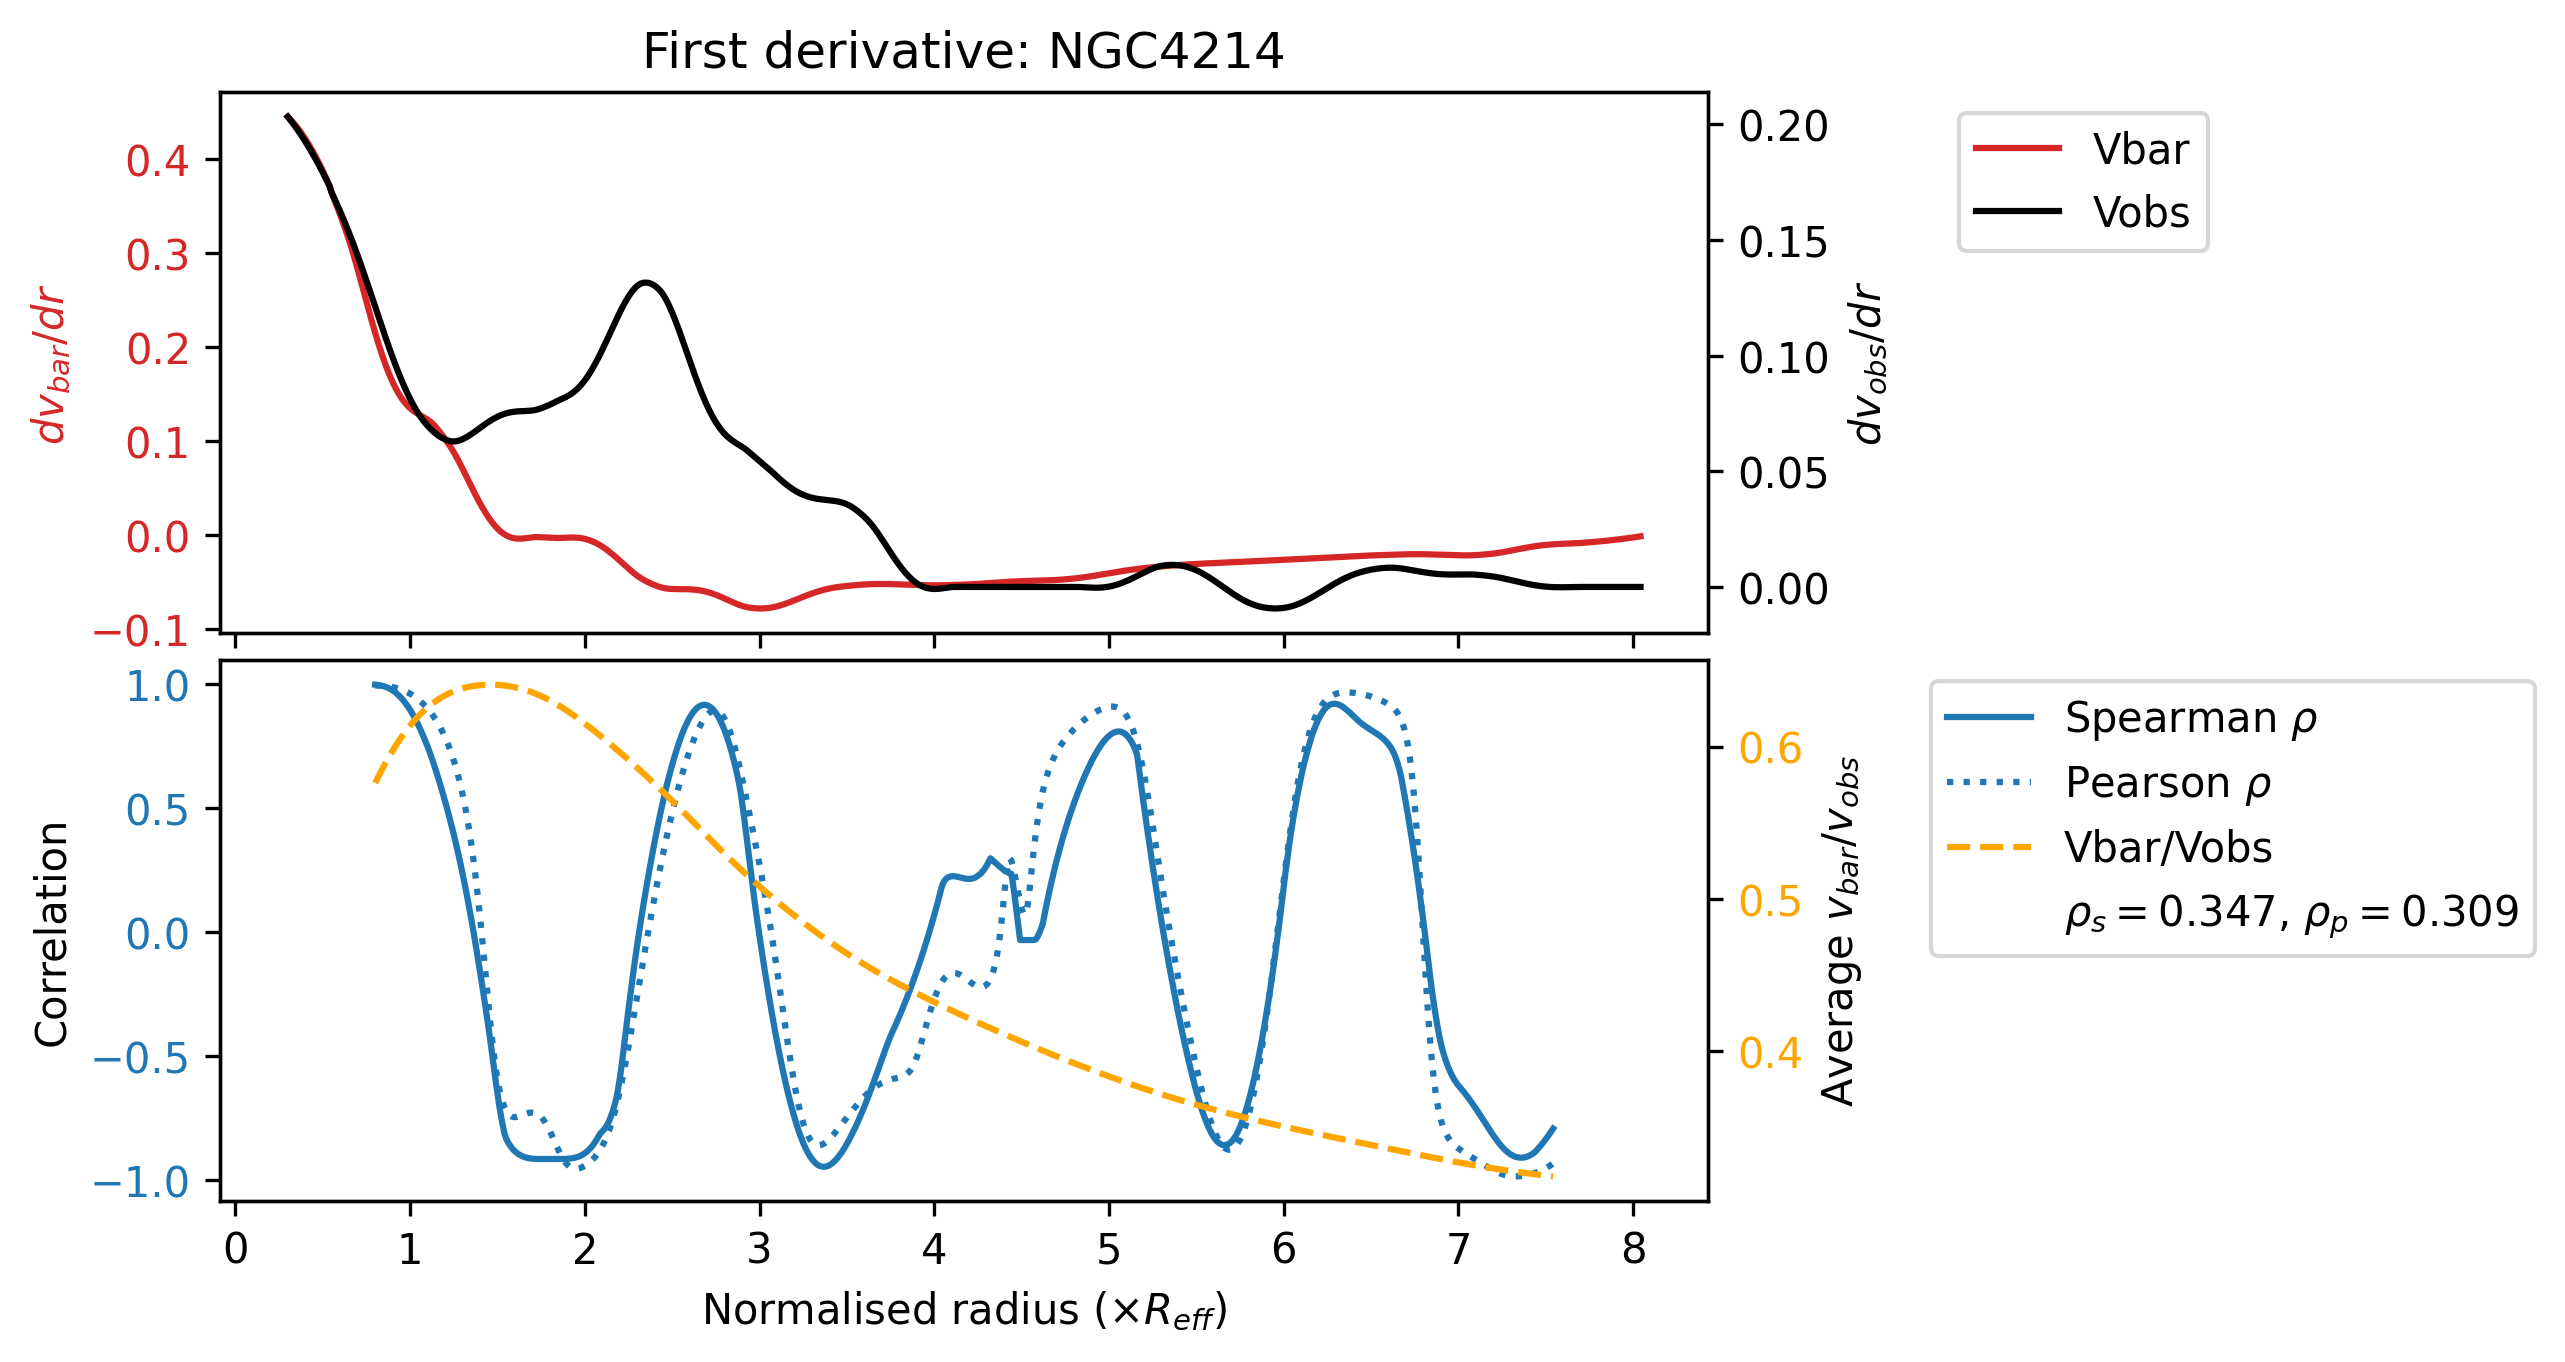 First derivative: NGC4214
dv_bar/dr
0.4
0.3
0.2
0.1
0.0
−0.1
0.20
0.15
0.10
0.05
0.00
dv_obs/dr
Vbar
Vobs
Correlation
1.0
0.5
0.0
−0.5
−1.0
0.6
0.5
0.4
Average v_bar/v_obs
Spearman ρ
Pearson ρ
Vbar/Vobs
ρ_s = 0.347, ρ_p = 0.309
0 1 2 3 4 5 6 7 8
Normalised radius (×R_eff)